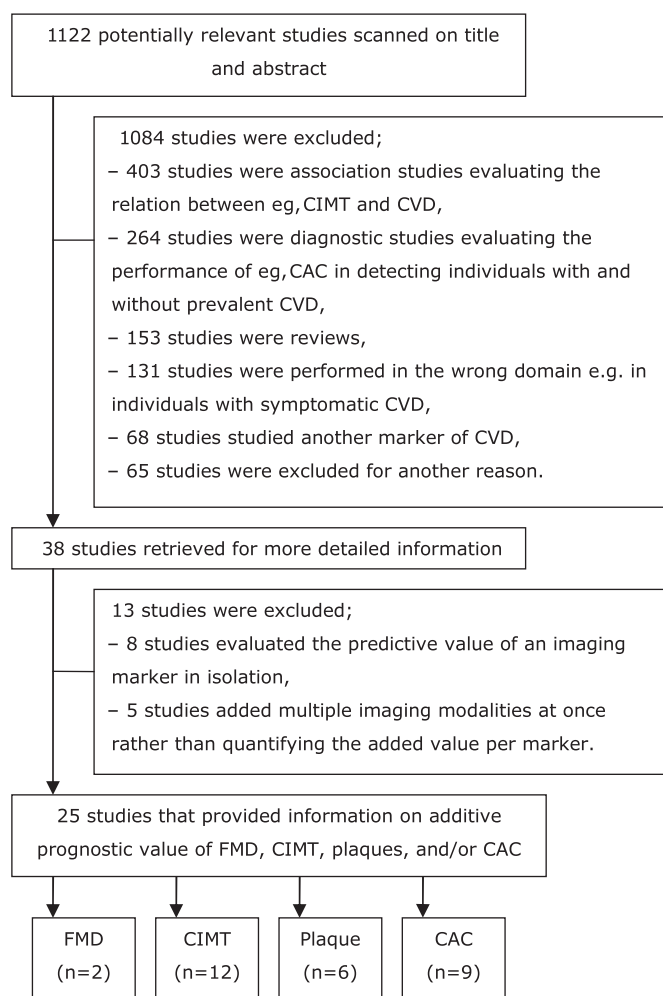 1122 potentially relevant studies scanned on title
and abstract
1084 studies were excluded;
– 403 studies were association studies evaluating the
relation between eg,CIMT and CVD,
– 264 studies were diagnostic studies evaluating the
performance of eg,CAC in detecting individuals with and
without prevalent CVD,
– 153 studies were reviews,
– 131 studies were performed in the wrong domain e.g. in
individuals with symptomatic CVD,
– 68 studies studied another marker of CVD,
– 65 studies were excluded for another reason.
38 studies retrieved for more detailed information
13 studies were excluded;
– 8 studies evaluated the predictive value of an imaging
marker in isolation,
– 5 studies added multiple imaging modalities at once
rather than quantifying the added value per marker.
25 studies that provided information on additive
prognostic value of FMD, CIMT, plaques, and/or CAC
FMD
(n=2)
CIMT
(n=12)
Plaque
(n=6)
CAC
(n=9)